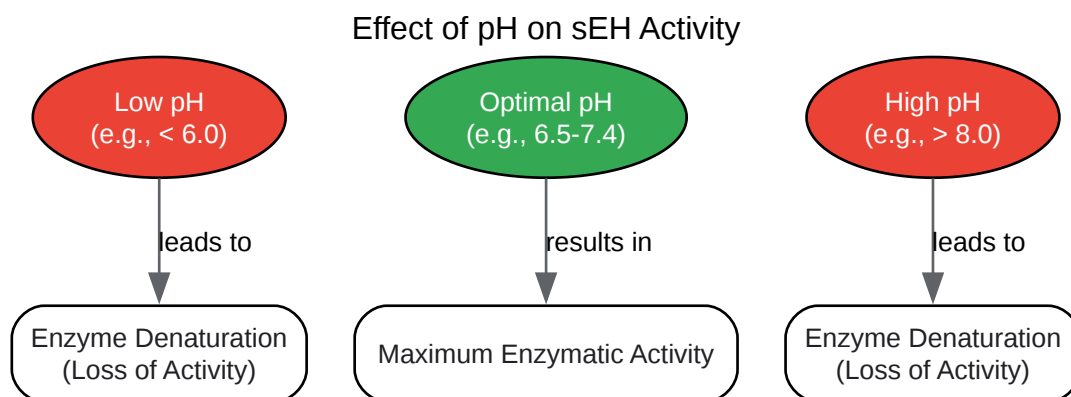 Effect of pH on sEH Activity
Low pH
(e.g., < 6.0)
Optimal pH
(e.g., 6.5-7.4)
High pH
(e.g., > 8.0)
leads to
results in
leads to
Enzyme Denaturation
(Loss of Activity)
Maximum Enzymatic Activity
Enzyme Denaturation
(Loss of Activity)